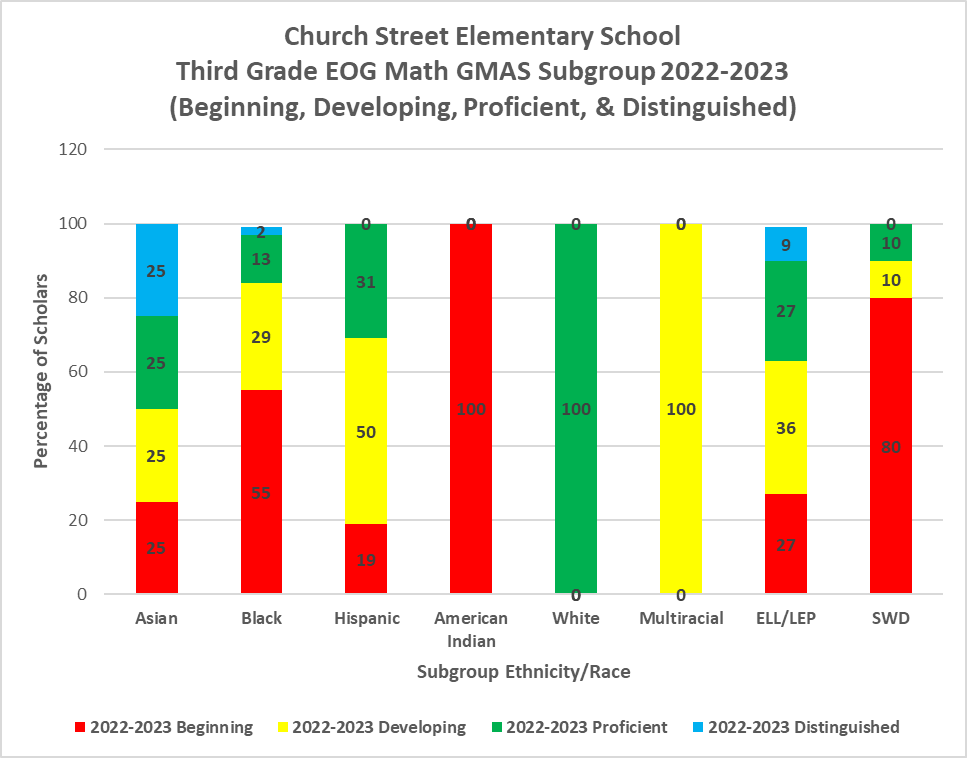 Church Street Elementary School
Third Grade EOG Math GMAS Subgroup 2022-2023
(Beginning, Developing, Proficient, & Distinguished)
Percentage of Scholars
120
100
80
60
40
20
0
25
25
25
25
2
13
29
55
0
31
50
19
0
100
0
100
0
0
100
0
9
27
36
27
0
10
10
80
Asian
Black
Hispanic
American
Indian
White
Multiracial
ELL/LEP
SWD
Subgroup Ethnicity/Race
2022-2023 Beginning
2022-2023 Developing
2022-2023 Proficient
2022-2023 Distinguished